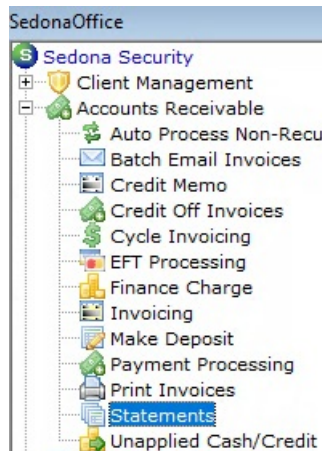 SedonaOffice
Sedona Security
Client Management
Accounts Receivable
Auto Process Non-Recu
Batch Email Invoices
Credit Memo
Credit Off Invoices
Cycle Invoicing
EFT Processing
Finance Charge
Invoicing
Make Deposit
Payment Processing
Print Invoices
Statements
Unapplied Cash/Credit